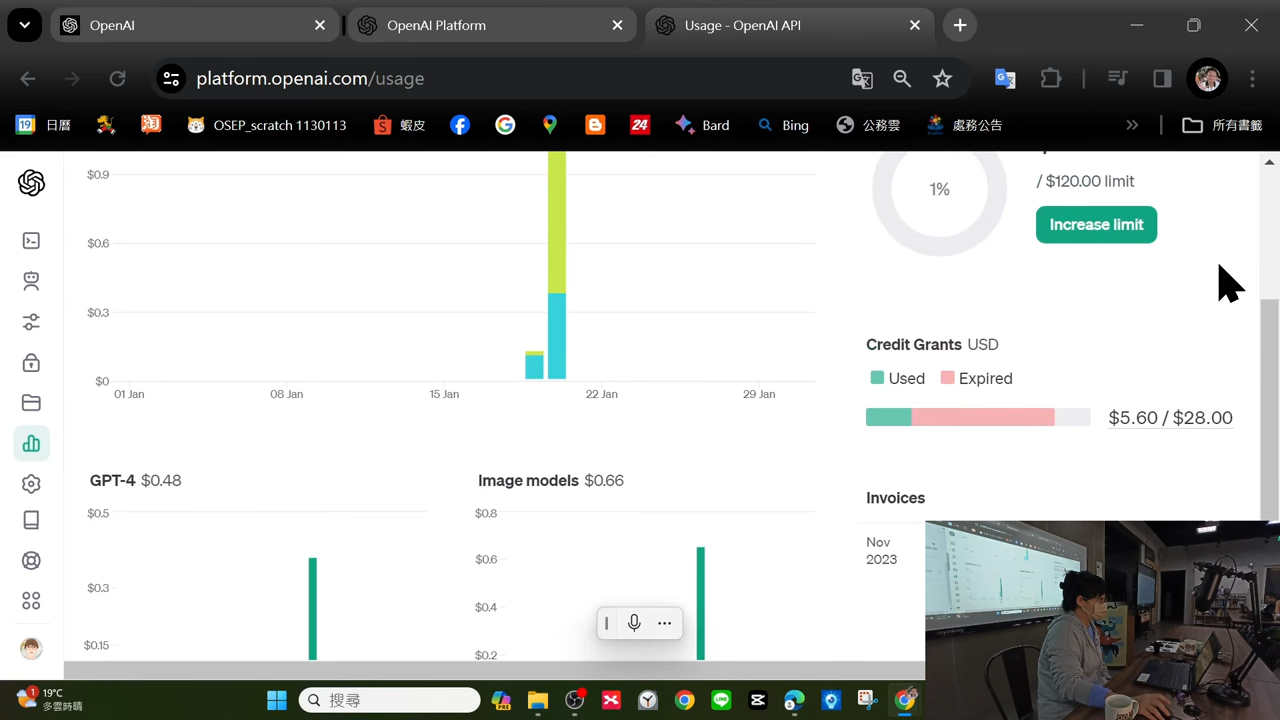 OpenAI
OpenAI Platform
Usage - OpenAI API
platform.openai.com/usage
日曆
OSEP_scratch 1130113
蝦皮
Bard
Bing
公務雲
處務公告
所有書籤
$0.9
$0.6
$0.3
$0
01 Jan
08 Jan
15 Jan
22 Jan
29 Jan
1%
/ $120.00 limit
Increase limit
Credit Grants USD
Used
Expired
$5.60 / $28.00
GPT-4 $0.48
$0.5
$0.3
$0.15
Image models $0.66
$0.8
$0.6
$0.4
$0.2
Invoices
Nov
2023
19°C
多雲時晴
搜尋